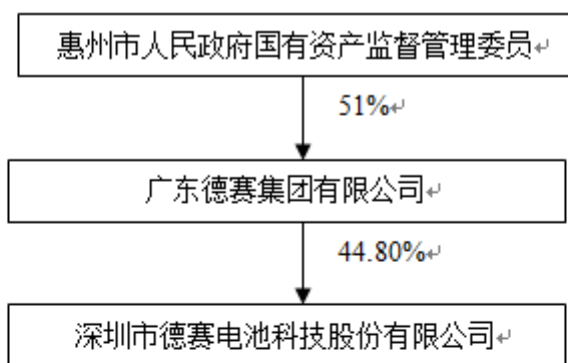 惠州市人民政府国有资产监督管理委员
51%
广东德赛集团有限公司
44.80%
深圳市德赛电池科技股份有限公司